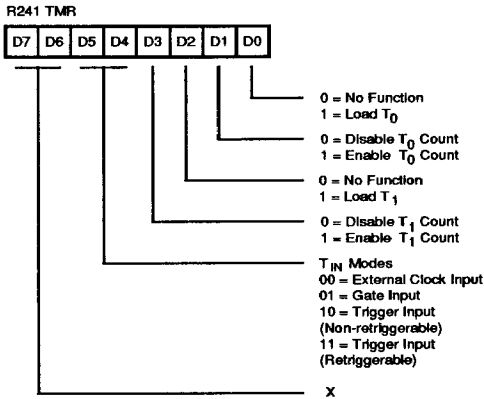 R241 TMR
D7 D6 D5 D4 D3 D2 D1 D0
0 = No Function
1 = Load T0
0 = Disable T0 Count
1 = Enable T0 Count
0 = No Function
1 = Load T1
0 = Disable T1 Count
1 = Enable T1 Count
TIN Modes
00 = External Clock Input
01 = Gate Input
10 = Trigger Input
(Non-retriggerable)
11 = Trigger Input
(Retriggerable)
X